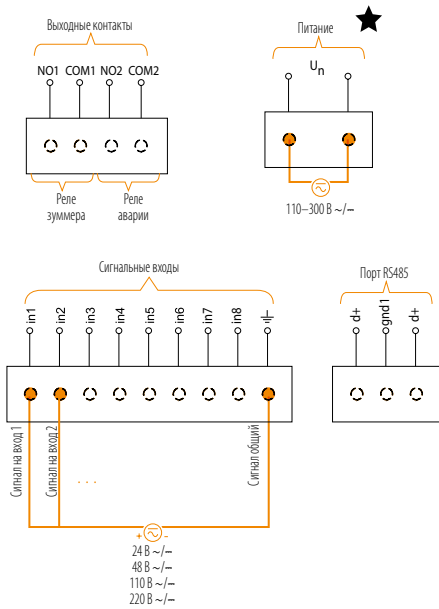 Выходные контакты
NO1 COM1 NO2 COM2
Реле зуммера
Реле аварии
Питание
Un
110–300 В ~/⎓
Сигнальные входы
in1 in2 in3 in4 in5 in6 in7 in8
Сигнал на вход 1
Сигнал на вход 2
. . .
Сигнал общий
+ -
24 В ~/⎓
48 В ~/⎓
110 В ~/⎓
220 В ~/⎓
Порт RS485
d+ gnd1 d+